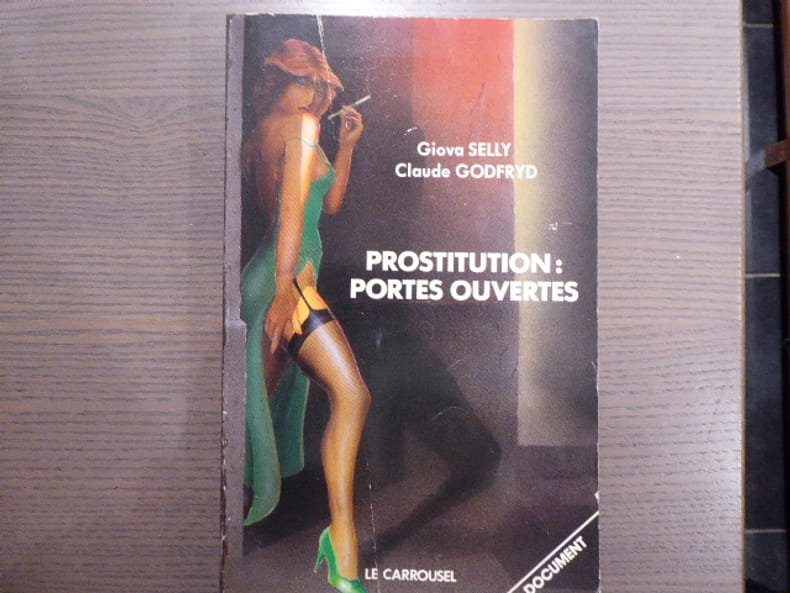 Giova SELLY
Claude GODFRYD
PROSTITUTION :
PORTES OUVERTES
LE CARROUSEL
DOCUMENT